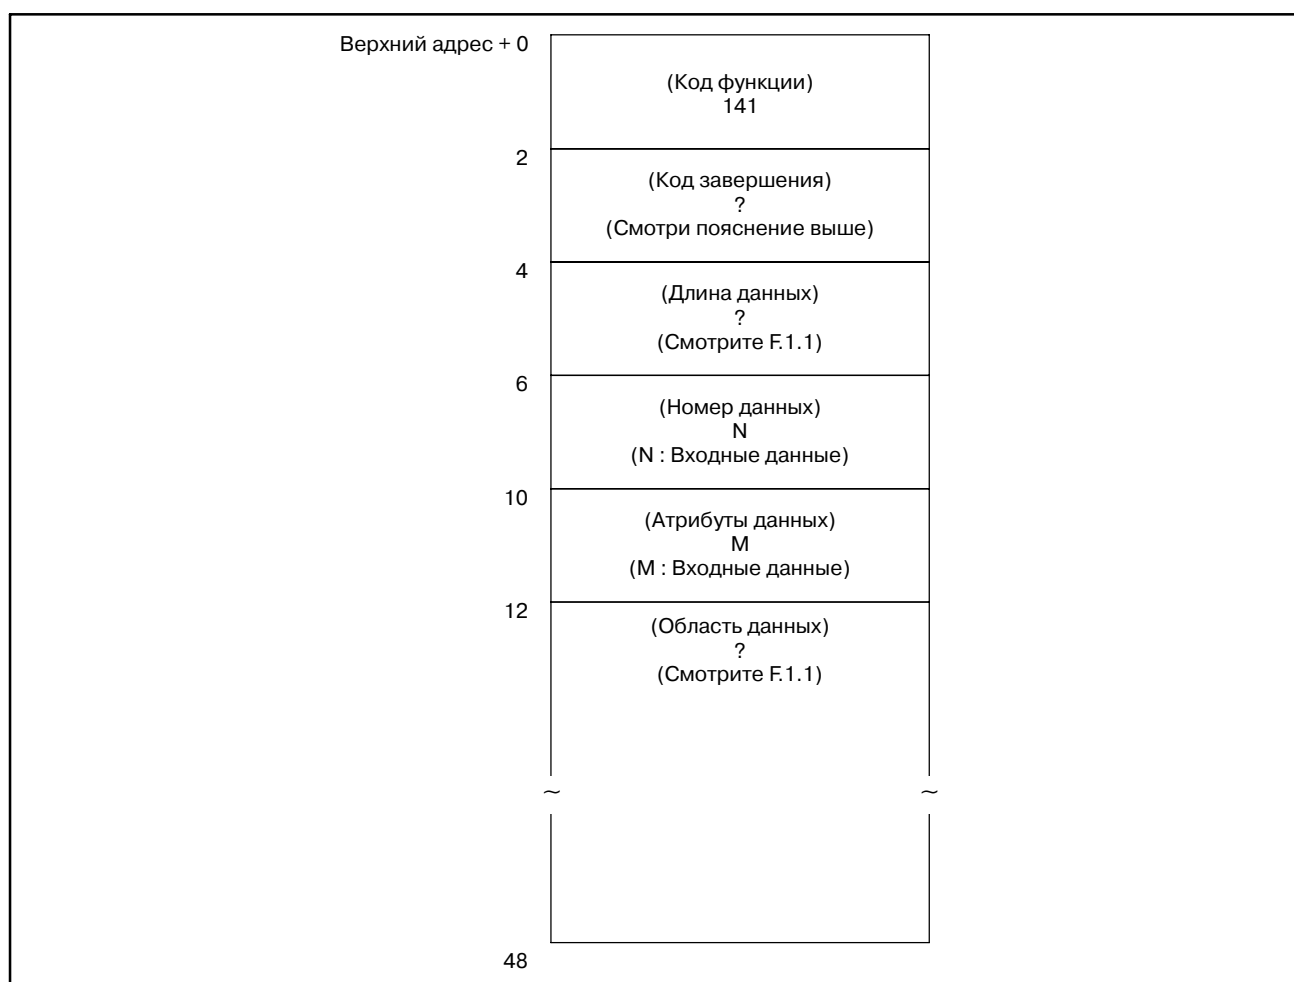 Верхний адрес + 0
(Код функции)
141
2
(Код завершения)
?
(Смотри пояснение выше)
4
(Длина данных)
?
(Смотрите F.1.1)
6
(Номер данных)
N
(N : Входные данные)
10
(Атрибуты данных)
M
(M : Входные данные)
12
(Область данных)
?
(Смотрите F.1.1)
~ ~
48